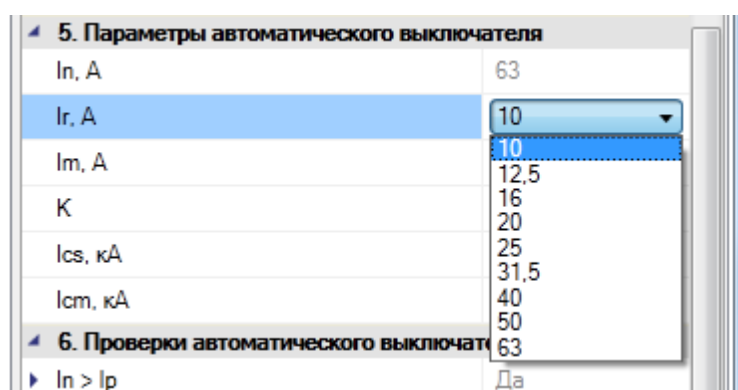 5. Параметры автоматического выключателя
In, А 63
Ir, А 10
10
Im, А
12,5
16
К
20
25
Ics, кА
31,5
Icm, кА
40
50
6. Проверки автоматического выключат
63
In > Ip Да